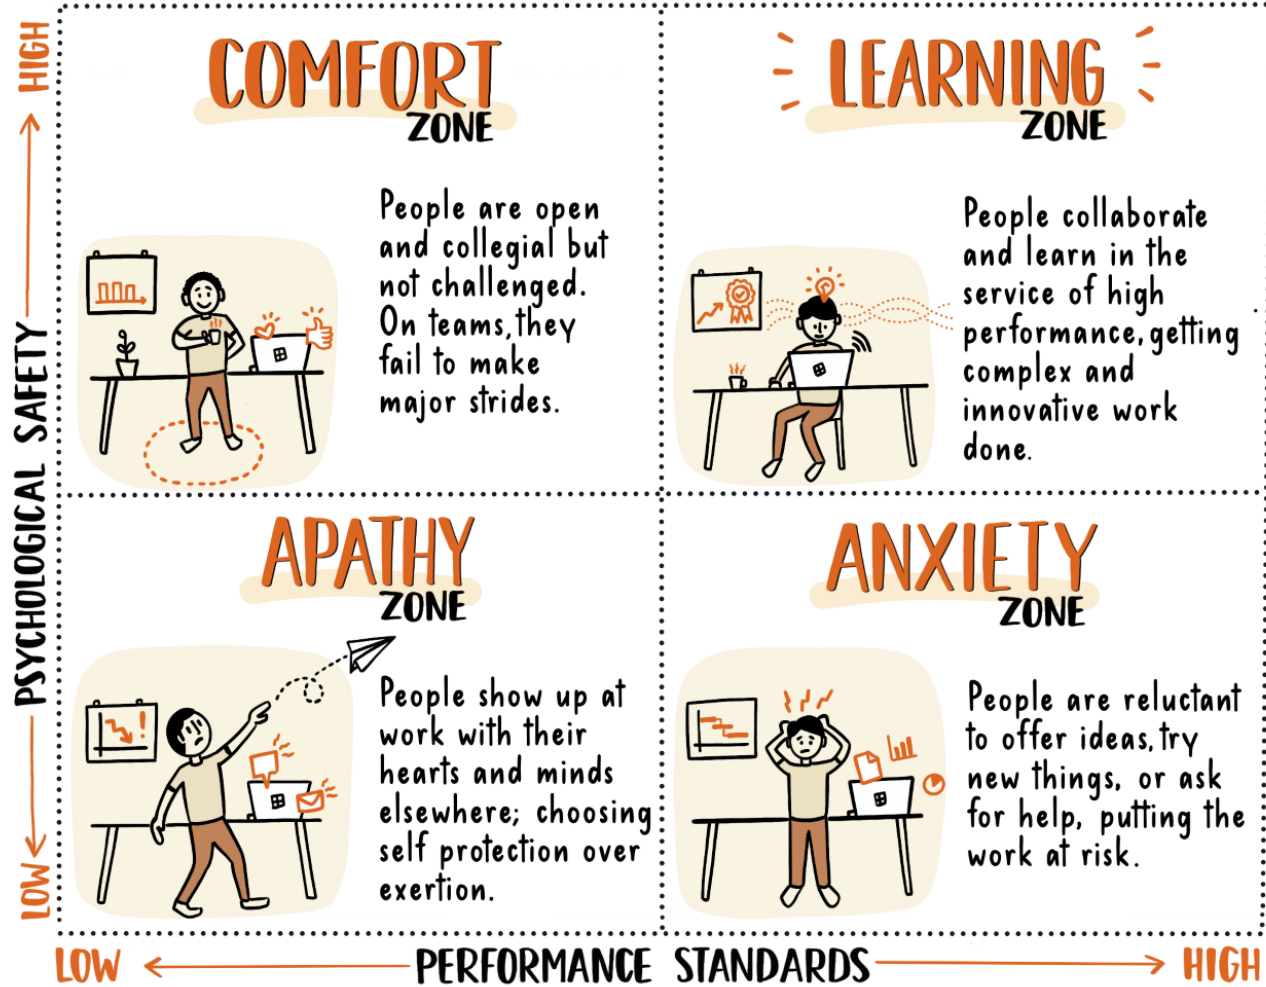 HIGH
PSYCHOLOGICAL SAFETY
LOW
COMFORT
ZONE
People are open
and collegial but
not challenged.
On teams, they
fail to make
major strides.
LEARNING
ZONE
People collaborate
and learn in the
service of high
performance, getting
complex and
innovative work
done.
APATHY
ZONE
People show up at
work with their
hearts and minds
elsewhere; choosing
self protection over
exertion.
ANXIETY
ZONE
People are reluctant
to offer ideas, try
new things, or ask
for help, putting the
work at risk.
LOW
PERFORMANCE STANDARDS
HIGH